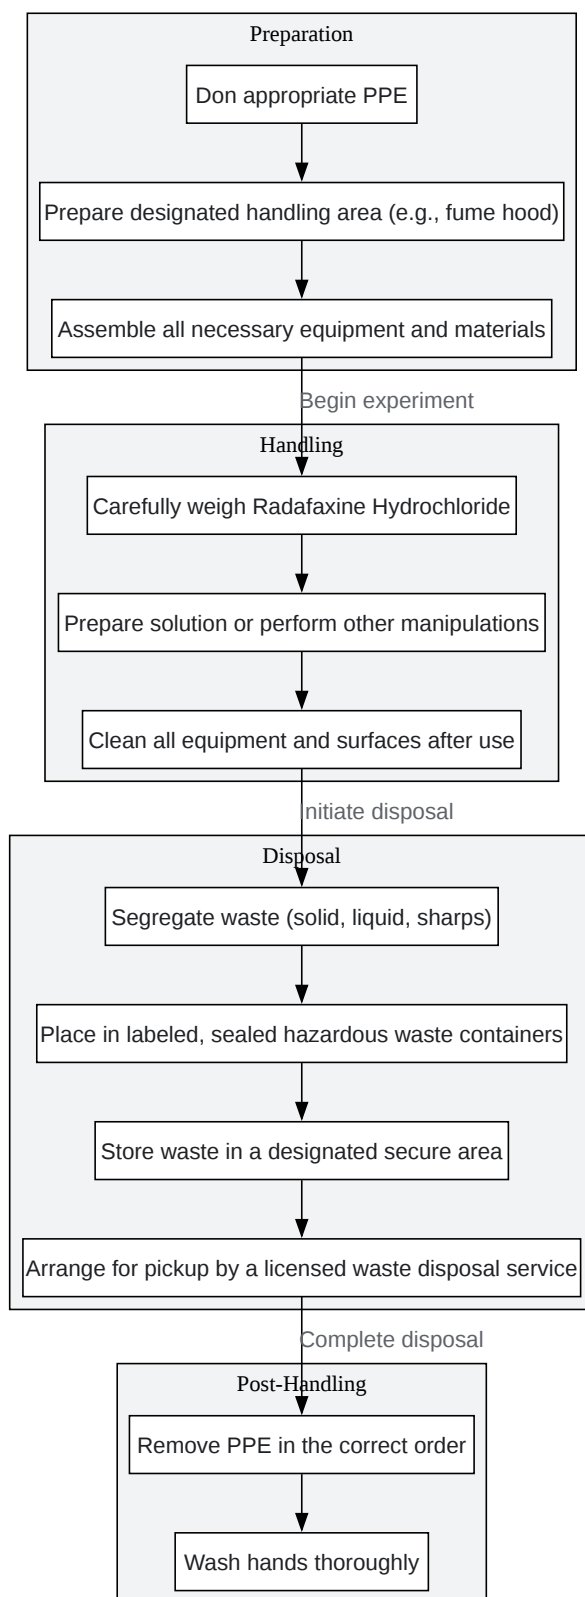 Preparation
Don appropriate PPE
Prepare designated handling area (e.g., fume hood)
Assemble all necessary equipment and materials
Begin experiment
Handling
Carefully weigh Radafaxine Hydrochloride
Prepare solution or perform other manipulations
Clean all equipment and surfaces after use
Initiate disposal
Disposal
Segregate waste (solid, liquid, sharps)
Place in labeled, sealed hazardous waste containers
Store waste in a designated secure area
Arrange for pickup by a licensed waste disposal service
Complete disposal
Post-Handling
Remove PPE in the correct order
Wash hands thoroughly